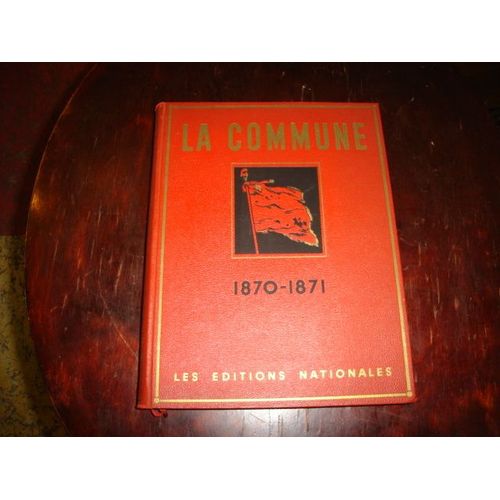 LA COMMUNE
1870-1871
LES EDITIONS NATIONALES